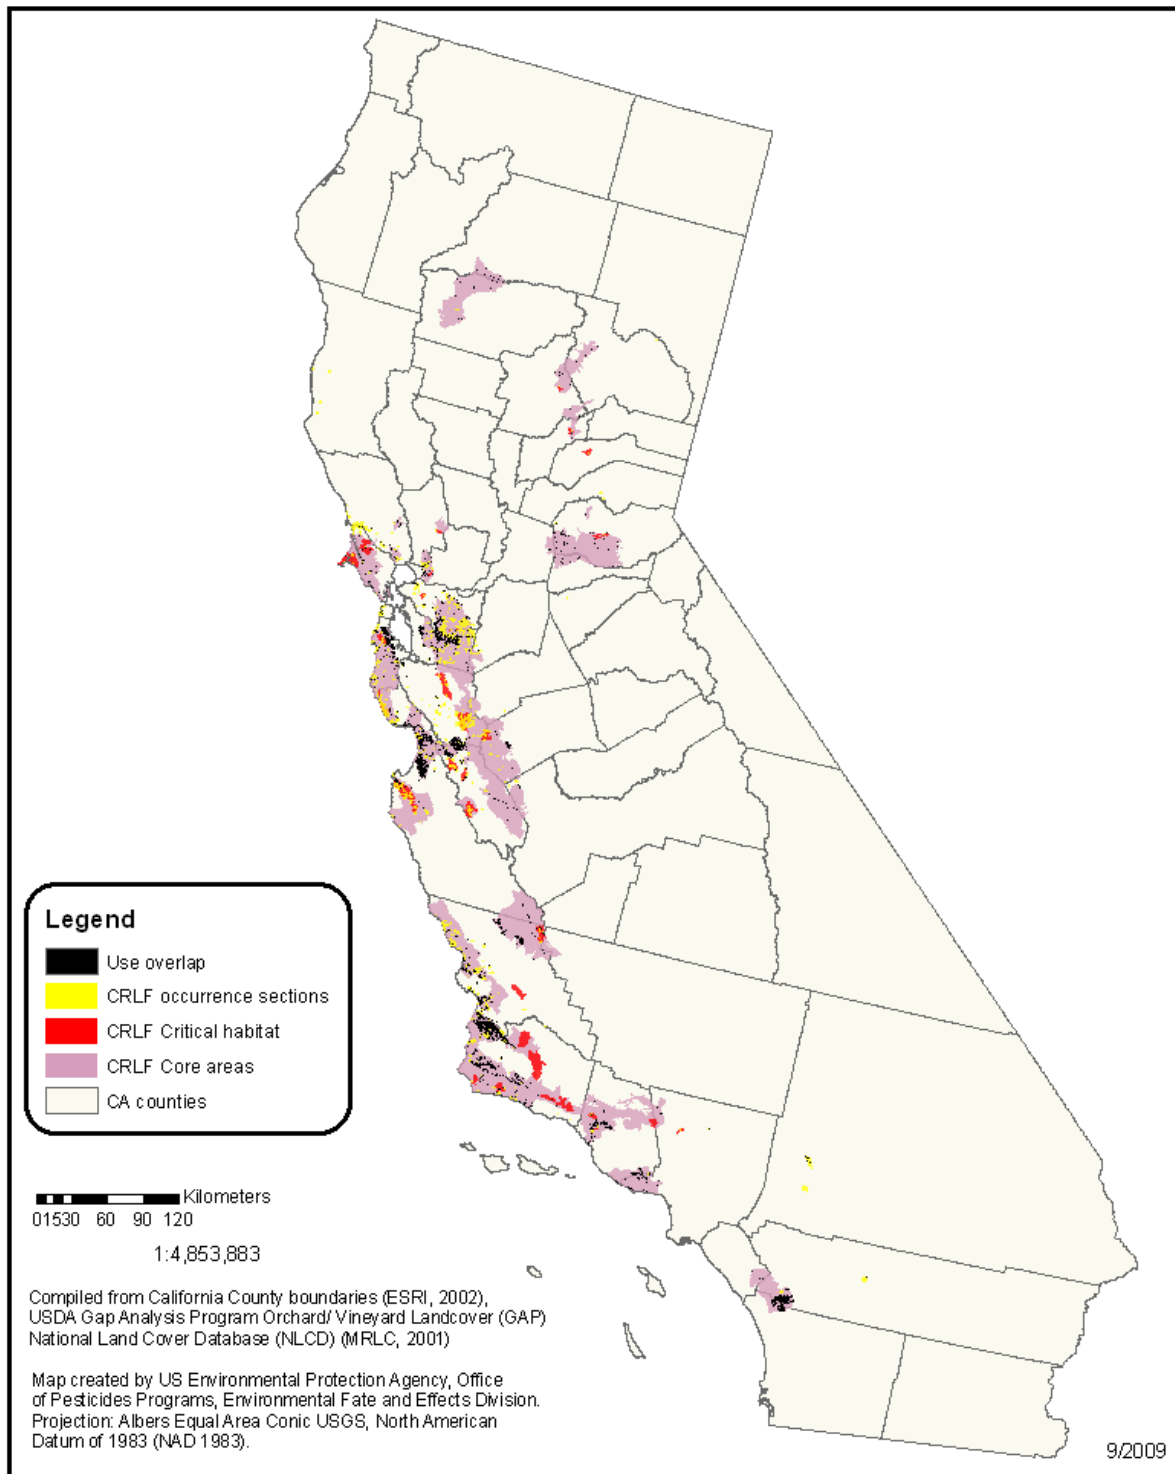 Legend
Use overlap
CRLF occurrence sections
CRLF Critical habitat
CRLF Core areas
CA counties
Kilometers
01530 60 90 120
1:4,853,883
Compiled from California County boundaries (ESRI, 2002),
USDA Gap Analysis Program Orchard/ Vineyard Landcover (GAP)
National Land Cover Database (NLCD) (MRLC, 2001)
Map created by US Environmental Protection Agency, Office
of Pesticides Programs, Environmental Fate and Effects Division.
Projection: Albers Equal Area Conic USGS, North American
Datum of 1983 (NAD 1983).
9/2009